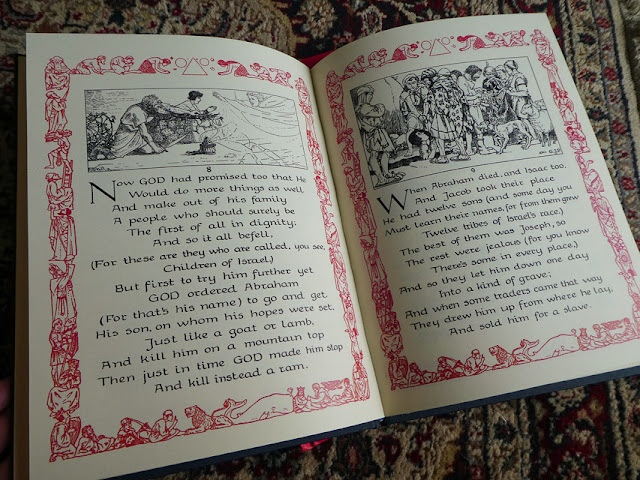 8
Now GOD had promised too that He
Would do more things as well
And make out of his family
A people who should surely be
The first of all in dignity;
And so it all befell,
(For these are they who are called, you see,
Children of Israel,)
But first to try him further yet
GOD ordered Abraham
(For that's his name) to go and get
His son, on whom his hopes were set,
Just like a goat or lamb,
And kill him on a mountain top
Then just in time GOD made him stop
And kill instead a ram.
9
When Abraham died, and Isaac too,
And Jacob took their place
He had twelve sons (and some day you
Must learn their names, for from them grew
Twelve tribes of Israel's race.)
The best of them was Joseph, so
The rest were jealous (for you know
There's some in every place,)
And so they let him down one day
Into a kind of grave;
And when some traders came that way
They drew him up from where he lay,
And sold him for a slave.